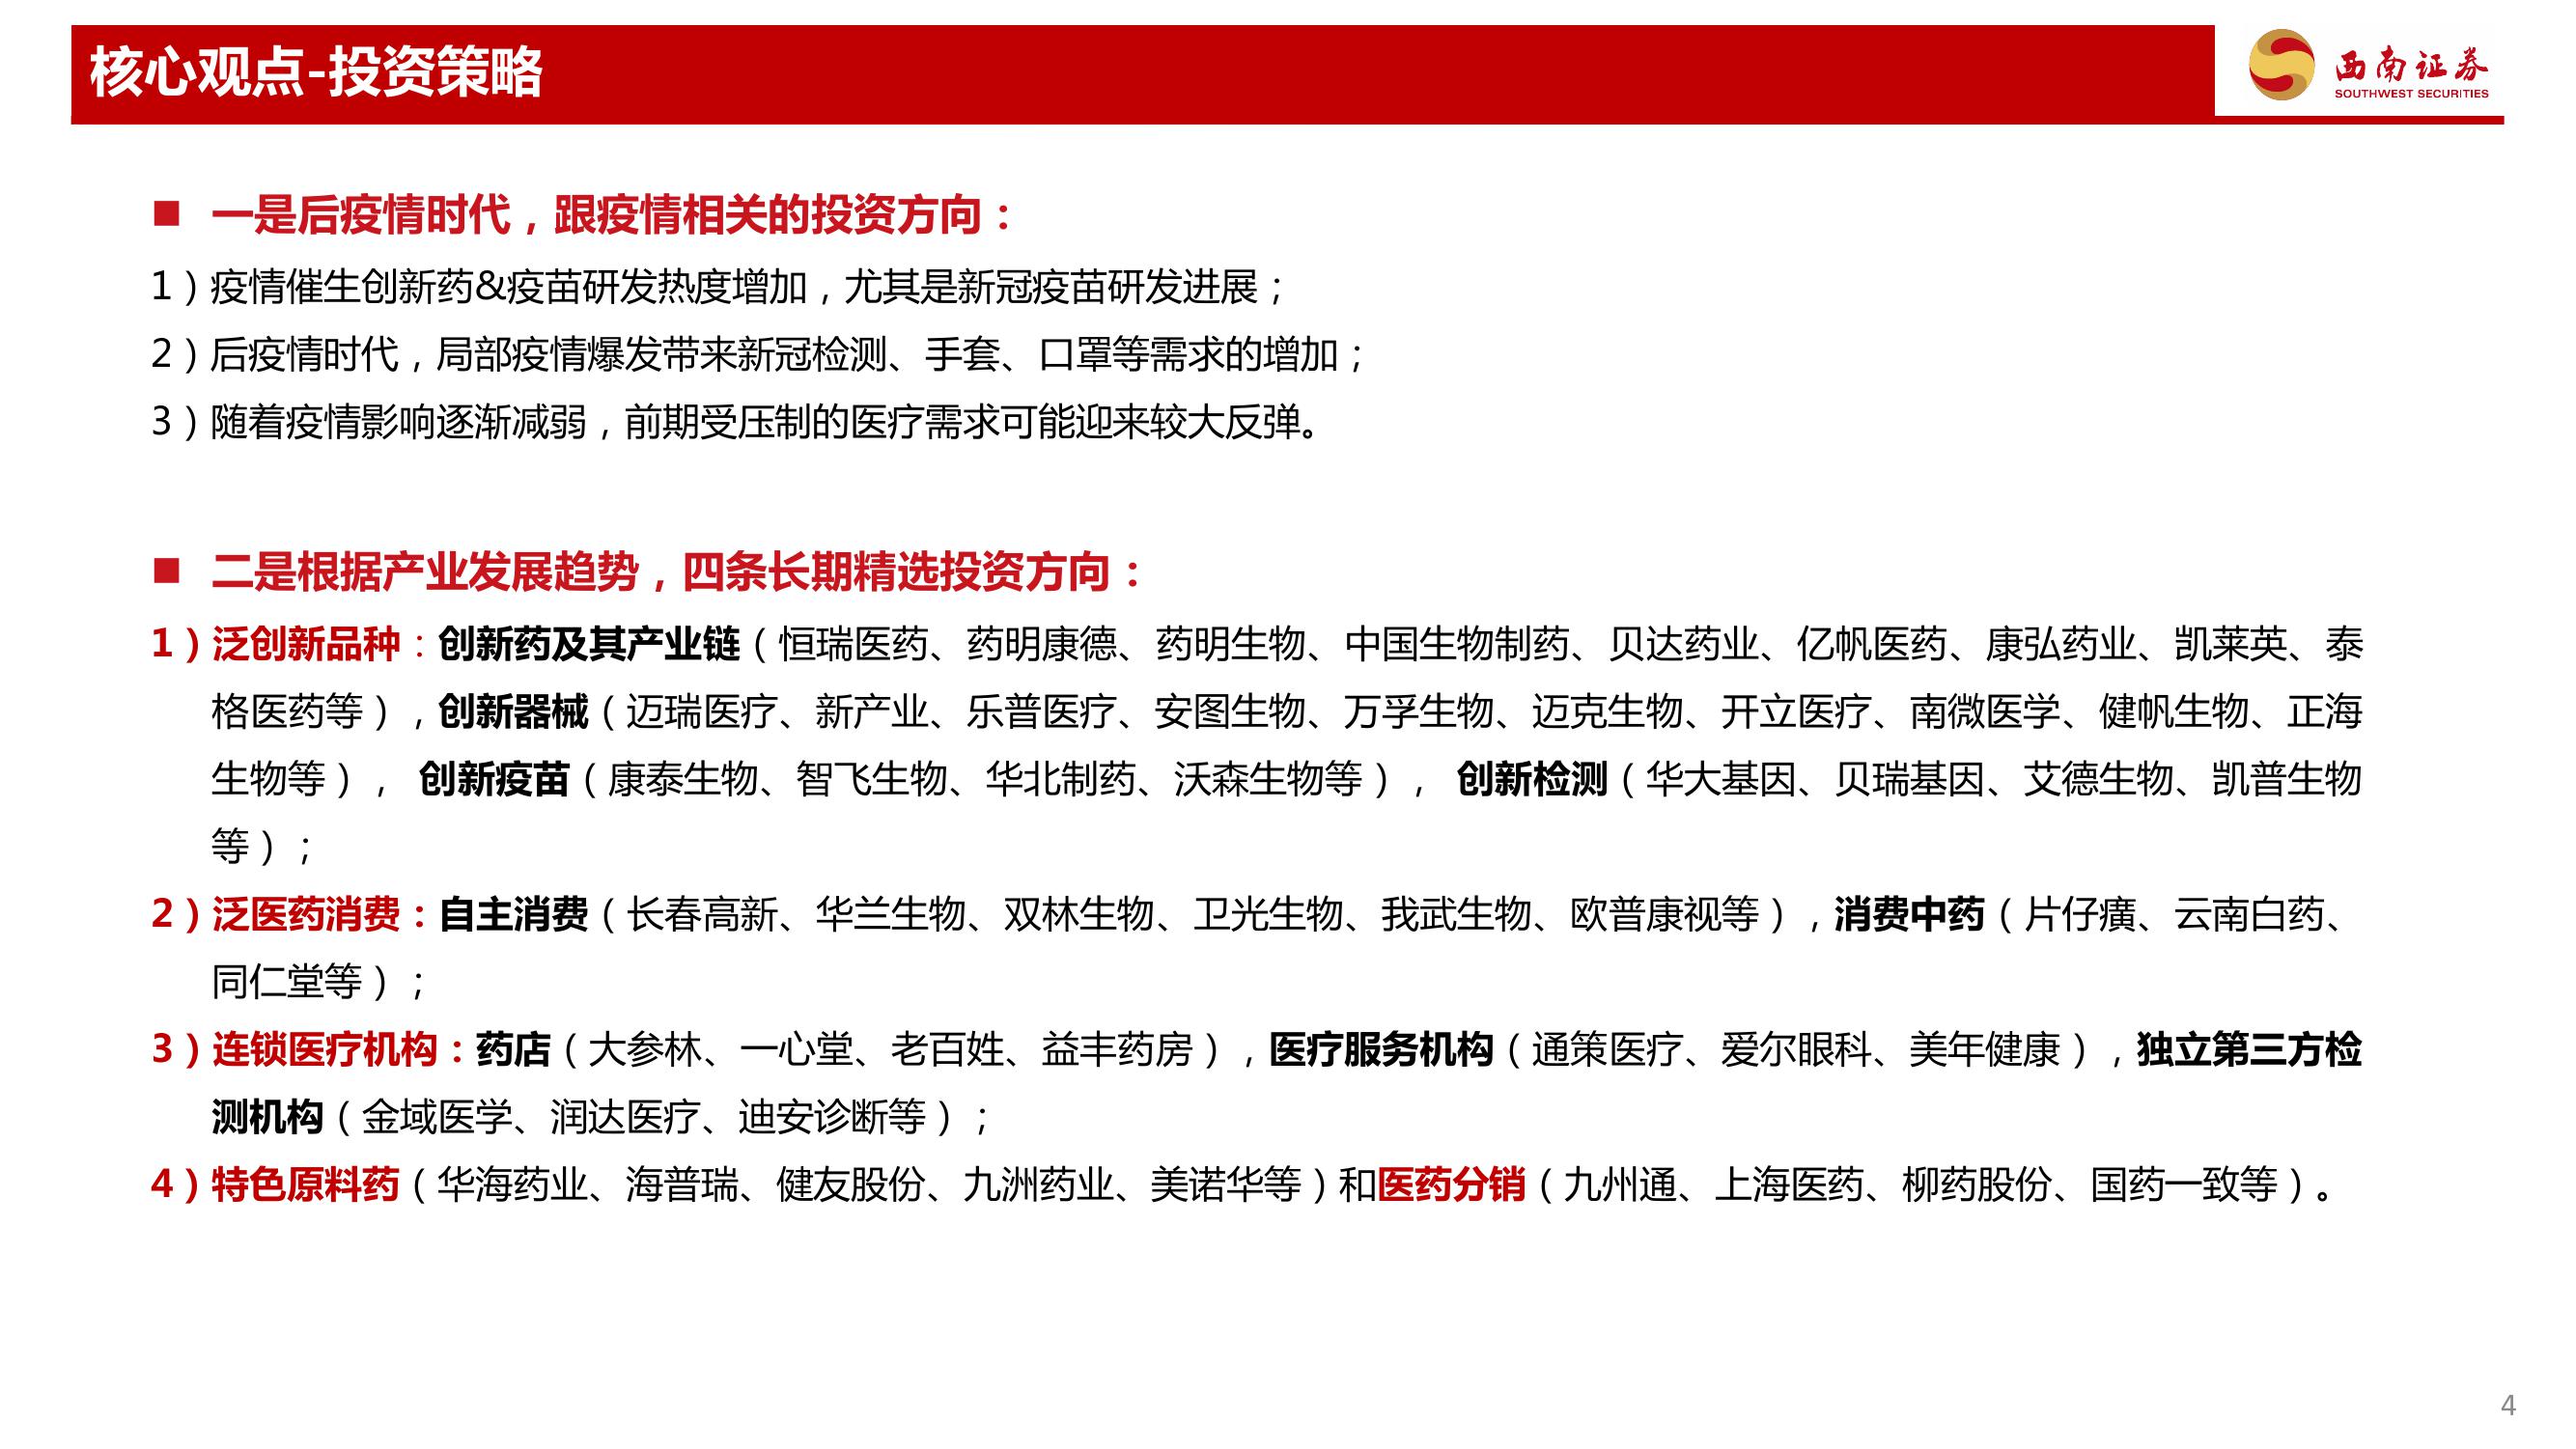 核心观点-投资策略
西南证券
SOUTHWEST SECURITIES
■ 一是后疫情时代，跟疫情相关的投资方向：
1）疫情催生创新药&疫苗研发热度增加，尤其是新冠疫苗研发进展；
2）后疫情时代，局部疫情爆发带来新冠检测、手套、口罩等需求的增加；
3）随着疫情影响逐渐减弱，前期受压制的医疗需求可能迎来较大反弹。
■ 二是根据产业发展趋势，四条长期精选投资方向：
1）泛创新品种：创新药及其产业链（恒瑞医药、药明康德、药明生物、中国生物制药、贝达药业、亿帆医药、康弘药业、凯莱英、泰
格医药等），创新器械（迈瑞医疗、新产业、乐普医疗、安图生物、万孚生物、迈克生物、开立医疗、南微医学、健帆生物、正海
生物等），创新疫苗（康泰生物、智飞生物、华北制药、沃森生物等），创新检测（华大基因、贝瑞基因、艾德生物、凯普生物
等）；
2）泛医药消费：自主消费（长春高新、华兰生物、双林生物、卫光生物、我武生物、欧普康视等），消费中药（片仔癀、云南白药、
同仁堂等）；
3）连锁医疗机构：药店（大参林、一心堂、老百姓、益丰药房），医疗服务机构（通策医疗、爱尔眼科、美年健康），独立第三方检
测机构（金域医学、润达医疗、迪安诊断等）；
4）特色原料药（华海药业、海普瑞、健友股份、九洲药业、美诺华等）和医药分销（九州通、上海医药、柳药股份、国药一致等）。
4